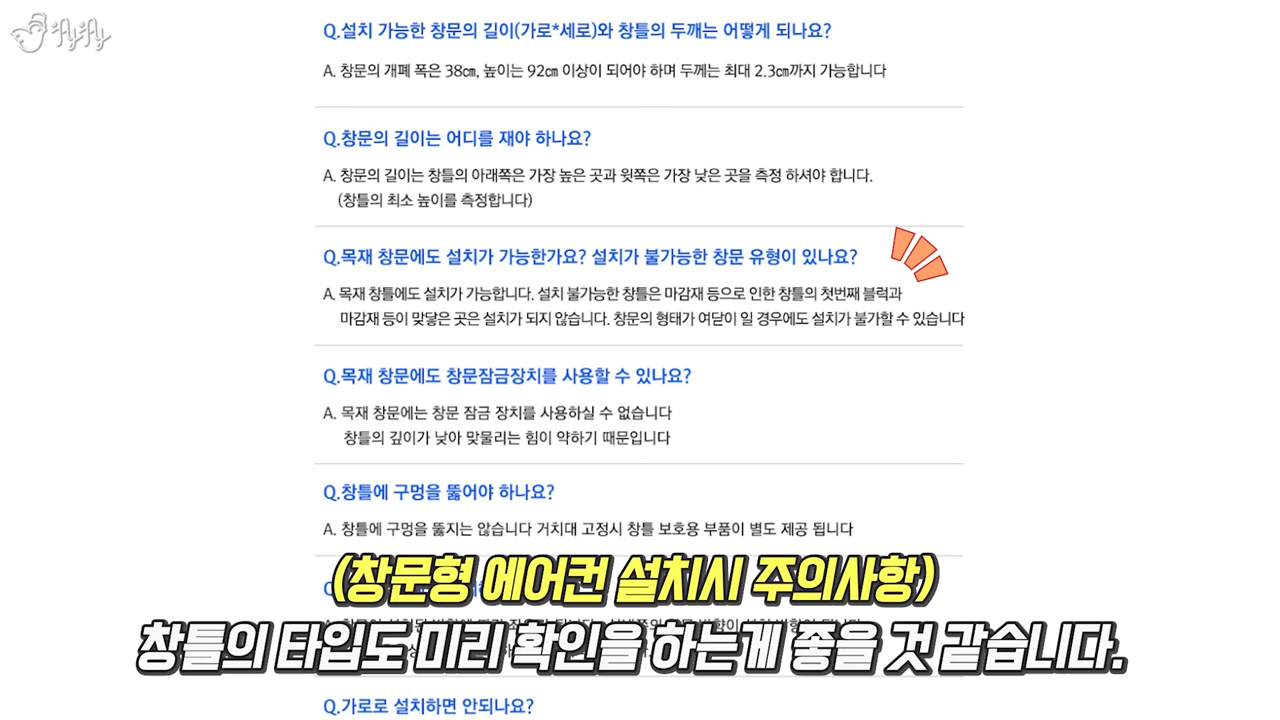 Q.설치 가능한 창문의 길이(가로*세로)와 창틀의 두깨는 어떻게 되나요?
A. 창문의 개폐 폭은 38㎝, 높이는 92㎝ 이상이 되어야 하며 두께는 최대 2.3㎝까지 가능합니다
Q.창문의 길이는 어디를 재야 하나요?
A. 창문의 길이는 창틀의 아래쪽은 가장 높은 곳과 윗쪽은 가장 낮은 곳을 측정 하셔야 합니다.
(창틀의 최소 높이를 측정합니다)
Q.목재 창문에도 설치가 가능한가요? 설치가 불가능한 창문 유형이 있나요?
A. 목재 창틀에도 설치가 가능합니다. 설치 불가능한 창틀은 마감재 등으로 인한 창틀의 첫번째 블럭과
마감재 등이 맞닿은 곳은 설치가 되지 않습니다. 창문의 형태가 여닫이 일 경우에도 설치가 불가할 수 있습니다
Q.목재 창문에도 창문잠금장치를 사용할 수 있나요?
A. 목재 창문에는 창문 잠금 장치를 사용하실 수 없습니다
창틀의 깊이가 낮아 맞물리는 힘이 약하기 때문입니다
Q.창틀에 구멍을 뚫어야 하나요?
A. 창틀에 구멍을 뚫지는 않습니다 거치대 고정시 창틀 보호용 부품이 별도 제공 됩니다
(창문형 에어컨 설치시 주의사항)
창틀의 타입도 미리 확인을 하는게 좋을 것 같습니다.
Q.가로로 설치하면 안되나요?